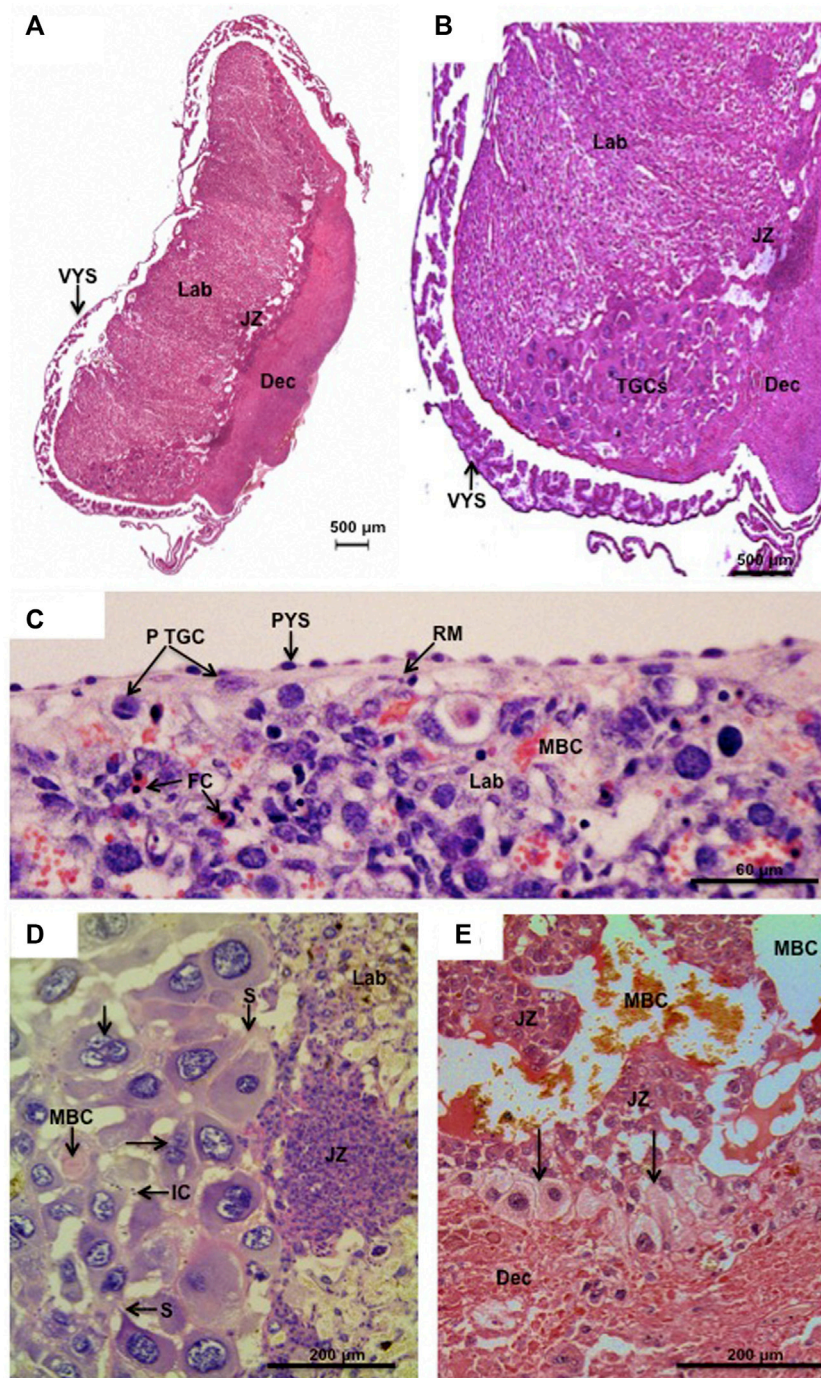 A
VYS
Lab
JZ
Dec
500 µm
B
Lab
JZ
TGCs
Dec
VYS
500 µm
C
P TGC
PYS
RM
MBC
FC
Lab
60 µm
D
Lab
S
MBC
JZ
IC
S
200 µm
E
MBC
MBC
JZ
JZ
Dec
200 µm